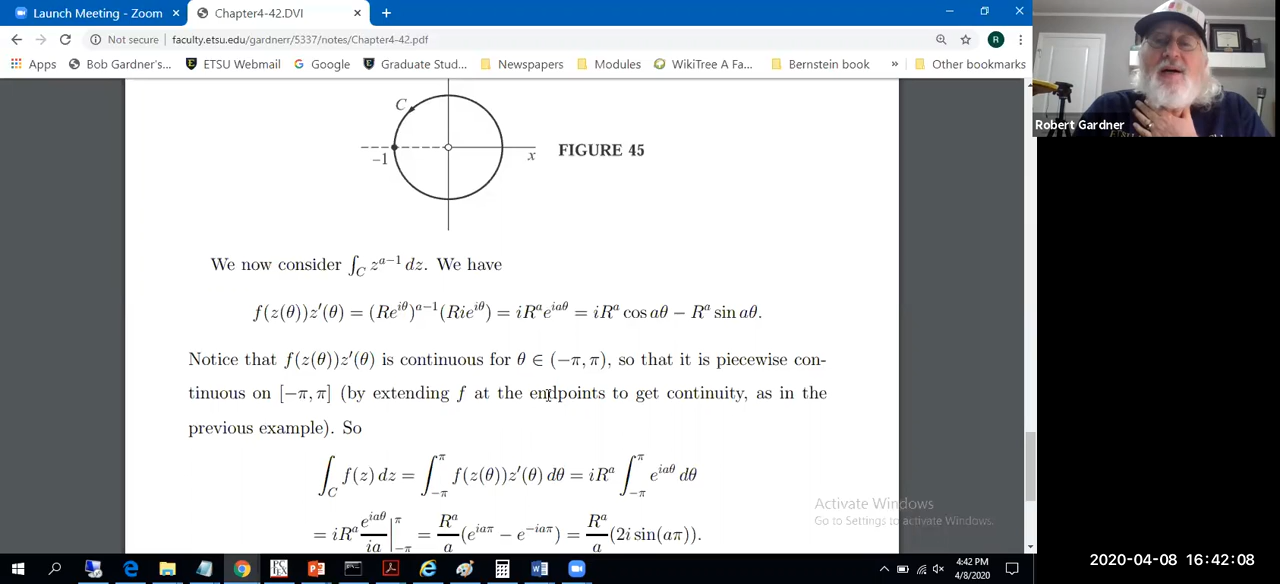 Launch Meeting - Zoom
Chapter4-42.DVI
Not secure | faculty.etsu.edu/gardnerr/5337/notes/Chapter4-42.pdf
R
Apps Bob Gardner's... ETSU Webmail Google Graduate Stud... Newspapers Modules WikiTree A Fa... Bernstein book » Other bookmarks
Robert Gardner
C
-1
x
FIGURE 45
We now consider ∫_C z^{a−1} dz. We have
f(z(θ))z′(θ) = (Re^{iθ})^{a−1}(Rie^{iθ}) = iR^a e^{iaθ} = iR^a cos aθ − R^a sin aθ.
Notice that f(z(θ))z′(θ) is continuous for θ ∈ (−π, π), so that it is piecewise con-
tinuous on [−π, π] (by extending f at the endpoints to get continuity, as in the
previous example). So
∫_C f(z) dz = ∫_{−π}^{π} f(z(θ))z′(θ) dθ = iR^a ∫_{−π}^{π} e^{iaθ} dθ
= iR^a e^{iaθ}/ia |_{−π}^{π} = R^a/a (e^{iaπ} − e^{−iaπ}) = R^a/a (2i sin(aπ)).
Activate Windows
Go to Settings to activate Windows.
4:42 PM
4/8/2020
2020-04-08 16:42:08